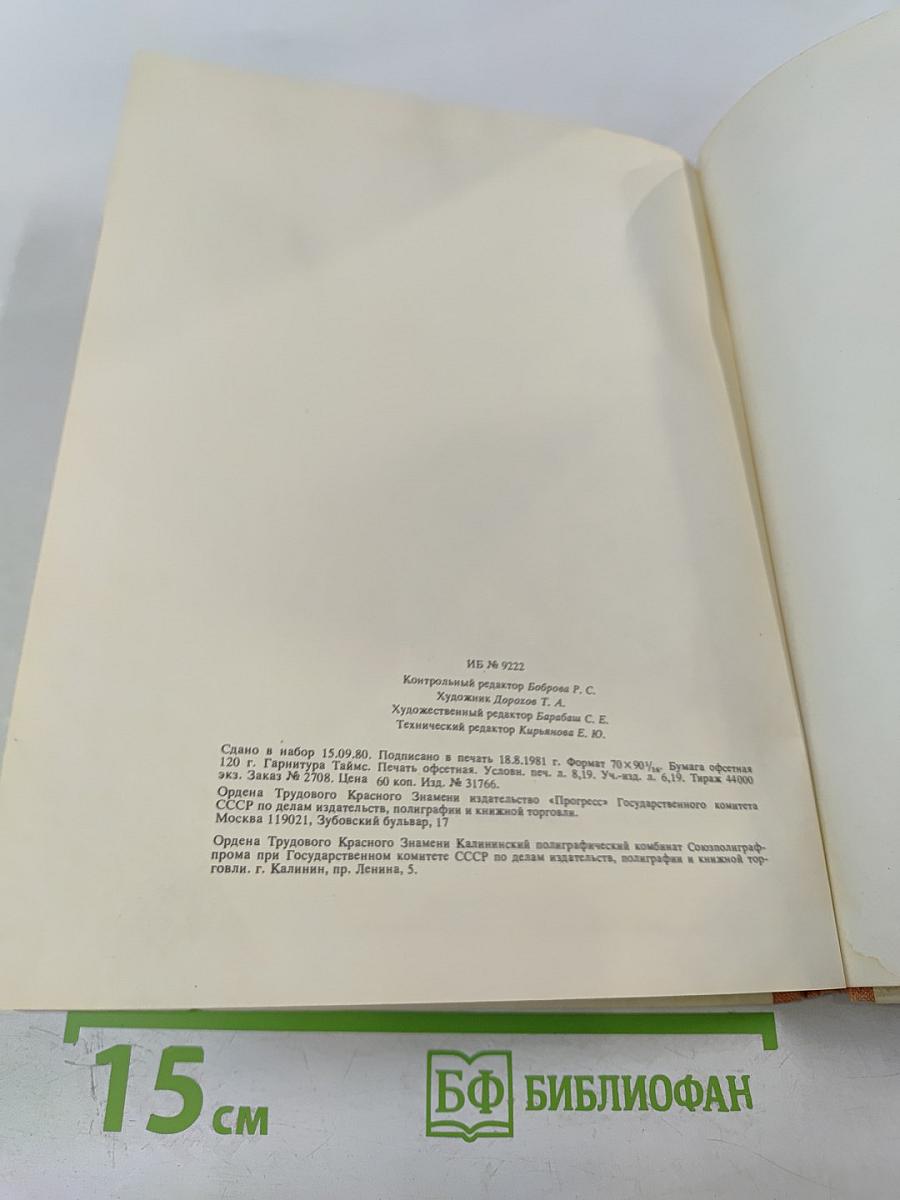 ИБ № 9222
Контрольный редактор Боброва Р. С.
Художник Дорохов Т. А.
Художественный редактор Барабаш С. Е.
Технический редактор Кирьянова Е. Ю.
Сдано в набор 15.09.80. Подписано в печать 18.8.1981 г. Формат 70×90¹/₁₆. Бумага офсетная
120 г. Гарнитура Таймс. Печать офсетная. Условн. печ. л. 8,19. Уч.-изд. л. 6,19. Тираж 44000
экз. Заказ № 2708. Цена 60 коп. Изд. № 31766.
Ордена Трудового Красного Знамени издательство «Прогресс» Государственного комитета
СССР по делам издательств, полиграфии и книжной торговли.
Москва 119021, Зубовский бульвар, 17
Ордена Трудового Красного Знамени Калининский полиграфический комбинат Союзполиграф-
прома при Государственном комитете СССР по делам издательств, полиграфии и книжной тор-
говли. г. Калинин, пр. Ленина, 5.
15 см
БФ БИБЛИОФАН